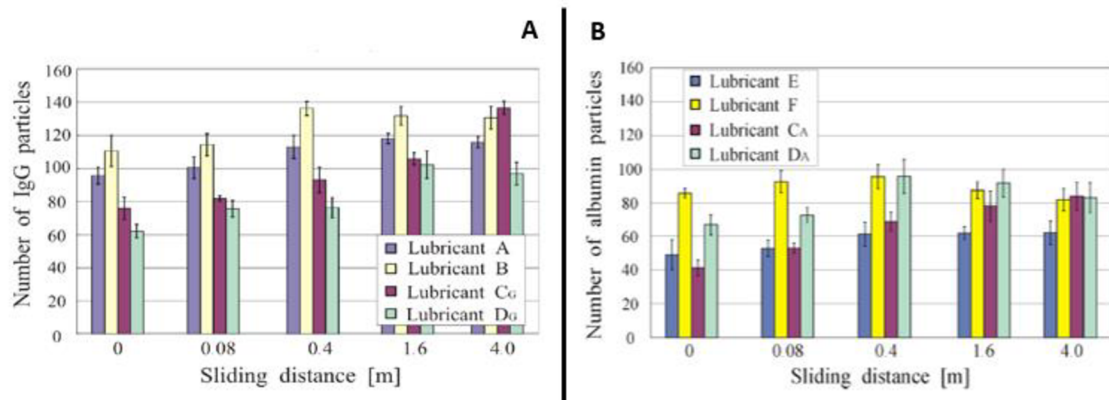 A
Number of IgG particles
160
140
120
100
80
60
40
20
0
Lubricant A
Lubricant B
Lubricant CG
Lubricant DG
0 0.08 0.4 1.6 4.0
Sliding distance [m]
B
Number of albumin particles
160
140
120
100
80
60
40
20
0
Lubricant E
Lubricant F
Lubricant CA
Lubricant DA
0 0.08 0.4 1.6 4.0
Sliding distance [m]